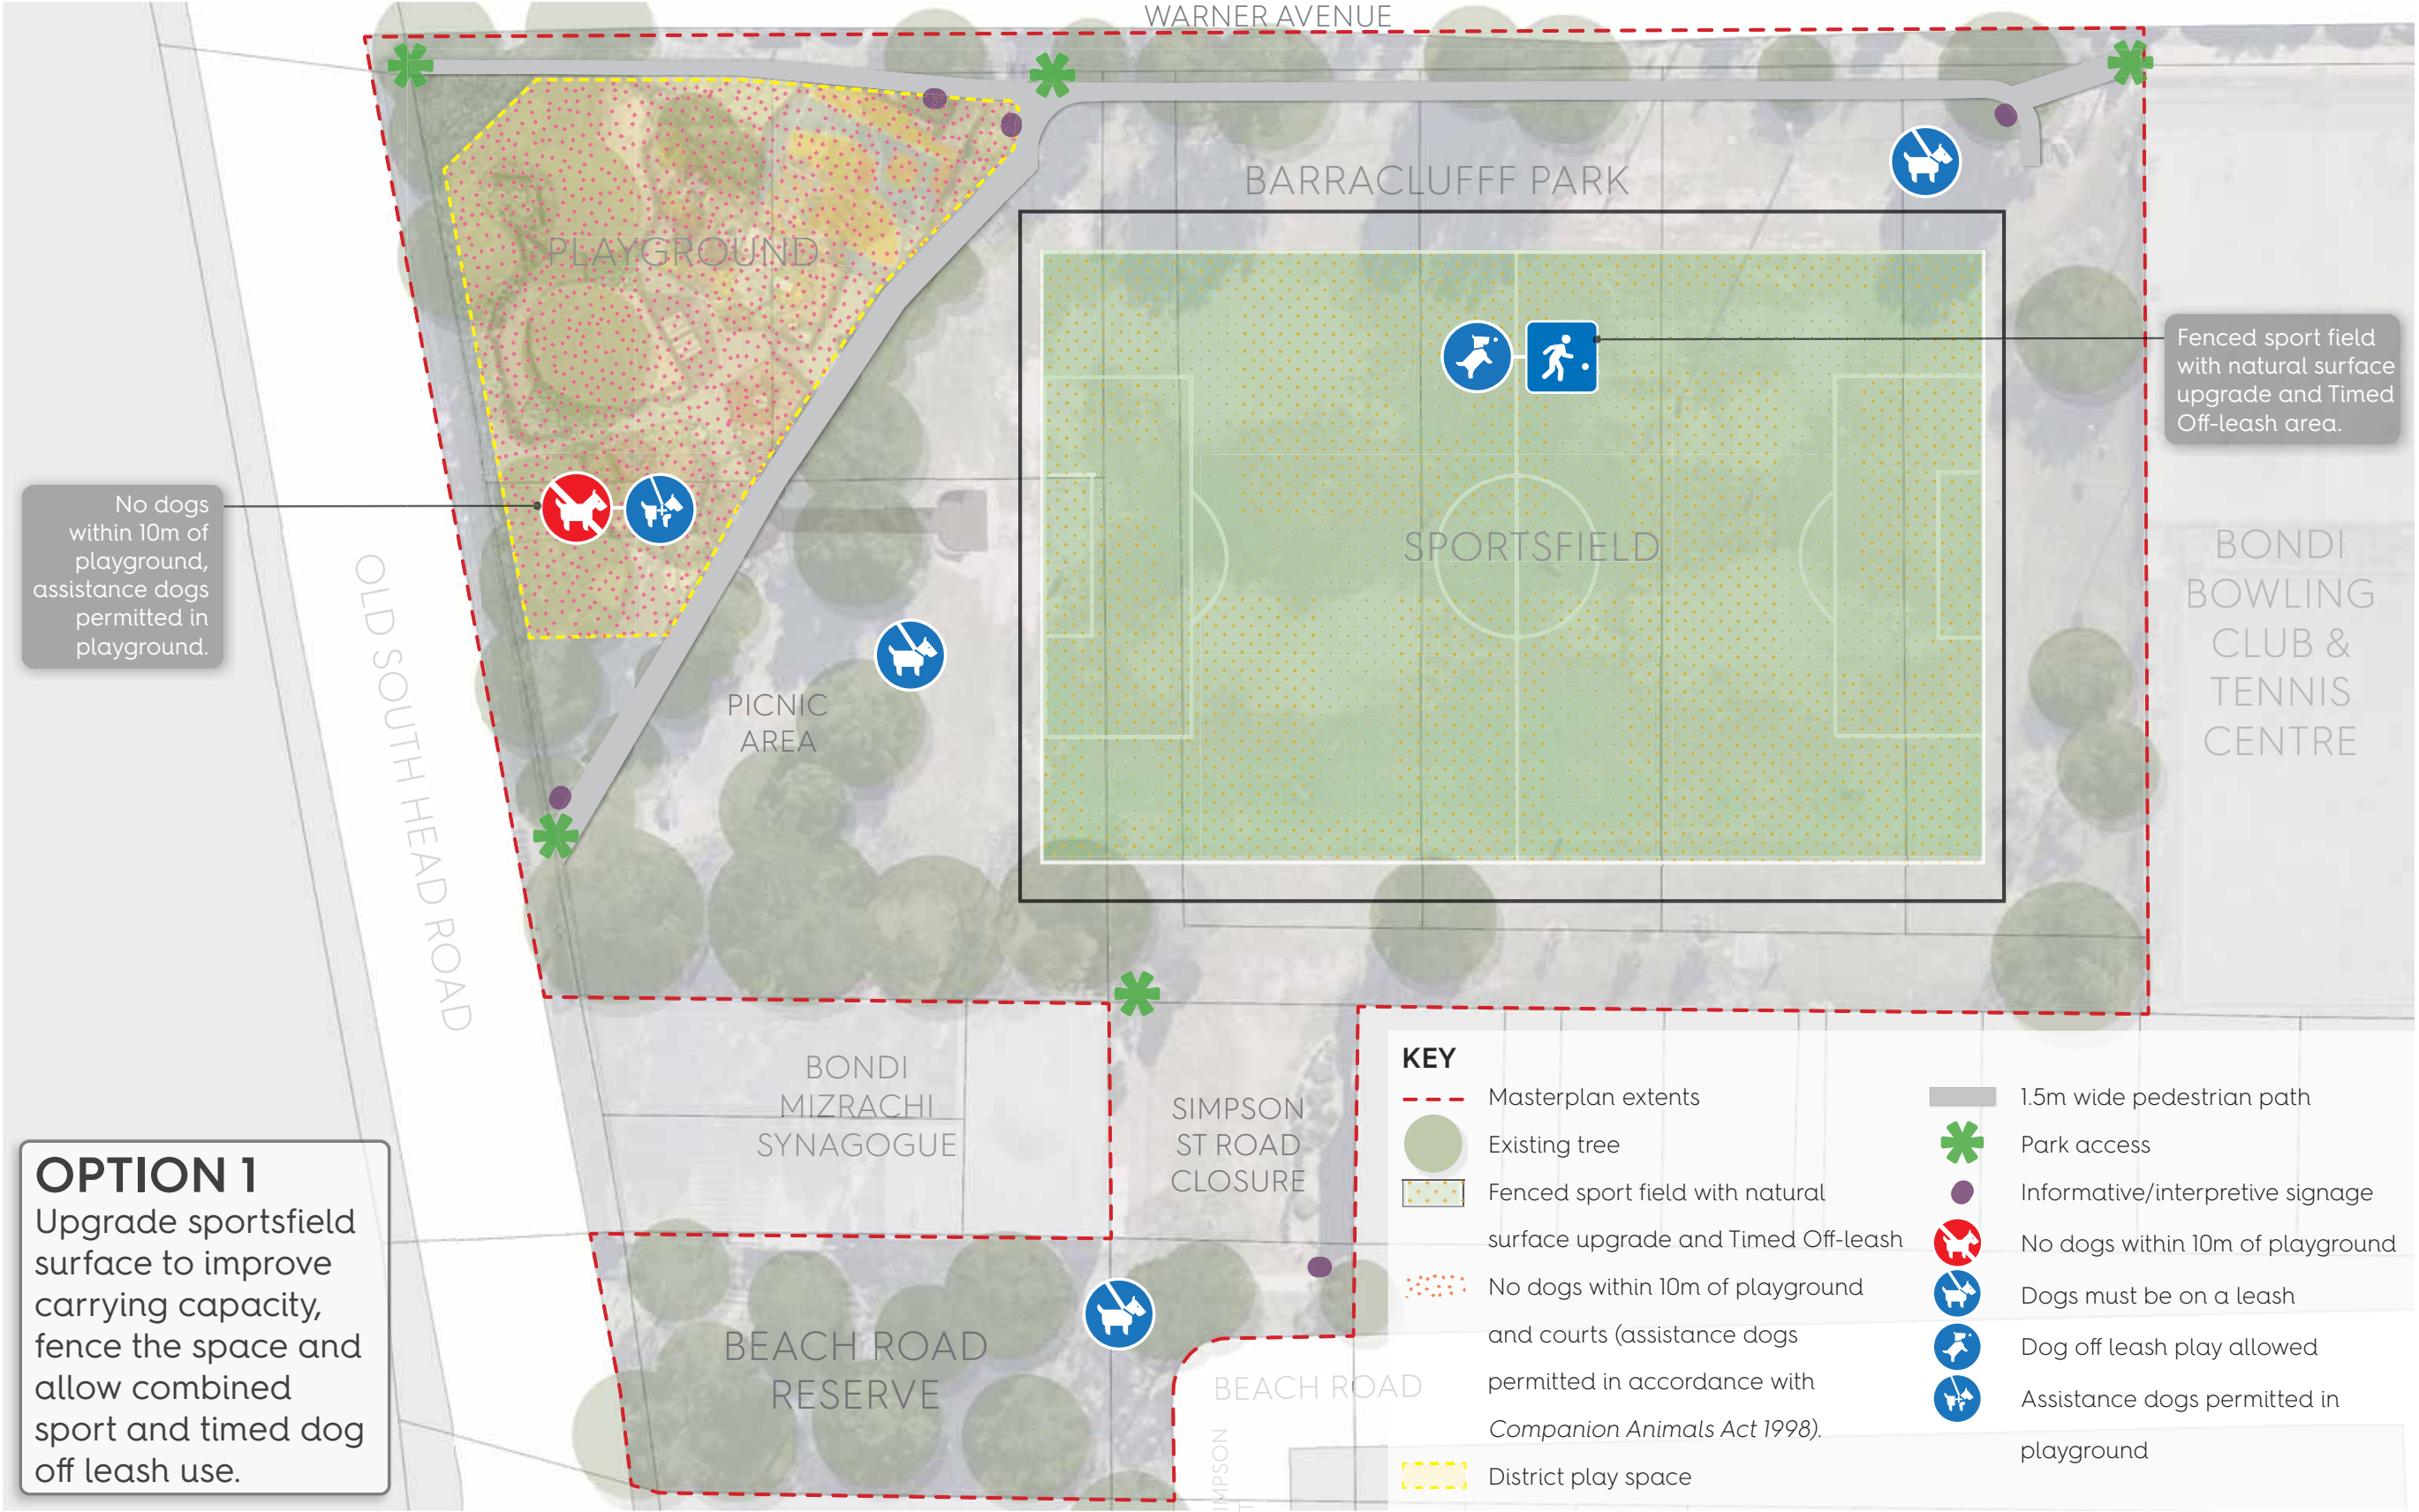 WARNER AVENUE
BARRACLUFFF PARK
PLAYGROUND
Fenced sport field
with natural surface
upgrade and Timed
Off-leash area.
No dogs
within 10m of
playground,
assistance dogs
permitted in
playground.
OLD SOUTH HEAD ROAD
SPORTSFIELD
BONDI
BOWLING
CLUB &
TENNIS
CENTRE
PICNIC
AREA
BONDI
MIZRACHI
SYNAGOGUE
SIMPSON
ST ROAD
CLOSURE
BEACH ROAD
RESERVE
BEACH ROAD
IMPSON
T
OPTION 1
Upgrade sportsfield
surface to improve
carrying capacity,
fence the space and
allow combined
sport and timed dog
off leash use.
KEY
Masterplan extents
Existing tree
Fenced sport field with natural
surface upgrade and Timed Off-leash
No dogs within 10m of playground
and courts (assistance dogs
permitted in accordance with
Companion Animals Act 1998).
District play space
1.5m wide pedestrian path
Park access
Informative/interpretive signage
No dogs within 10m of playground
Dogs must be on a leash
Dog off leash play allowed
Assistance dogs permitted in
playground